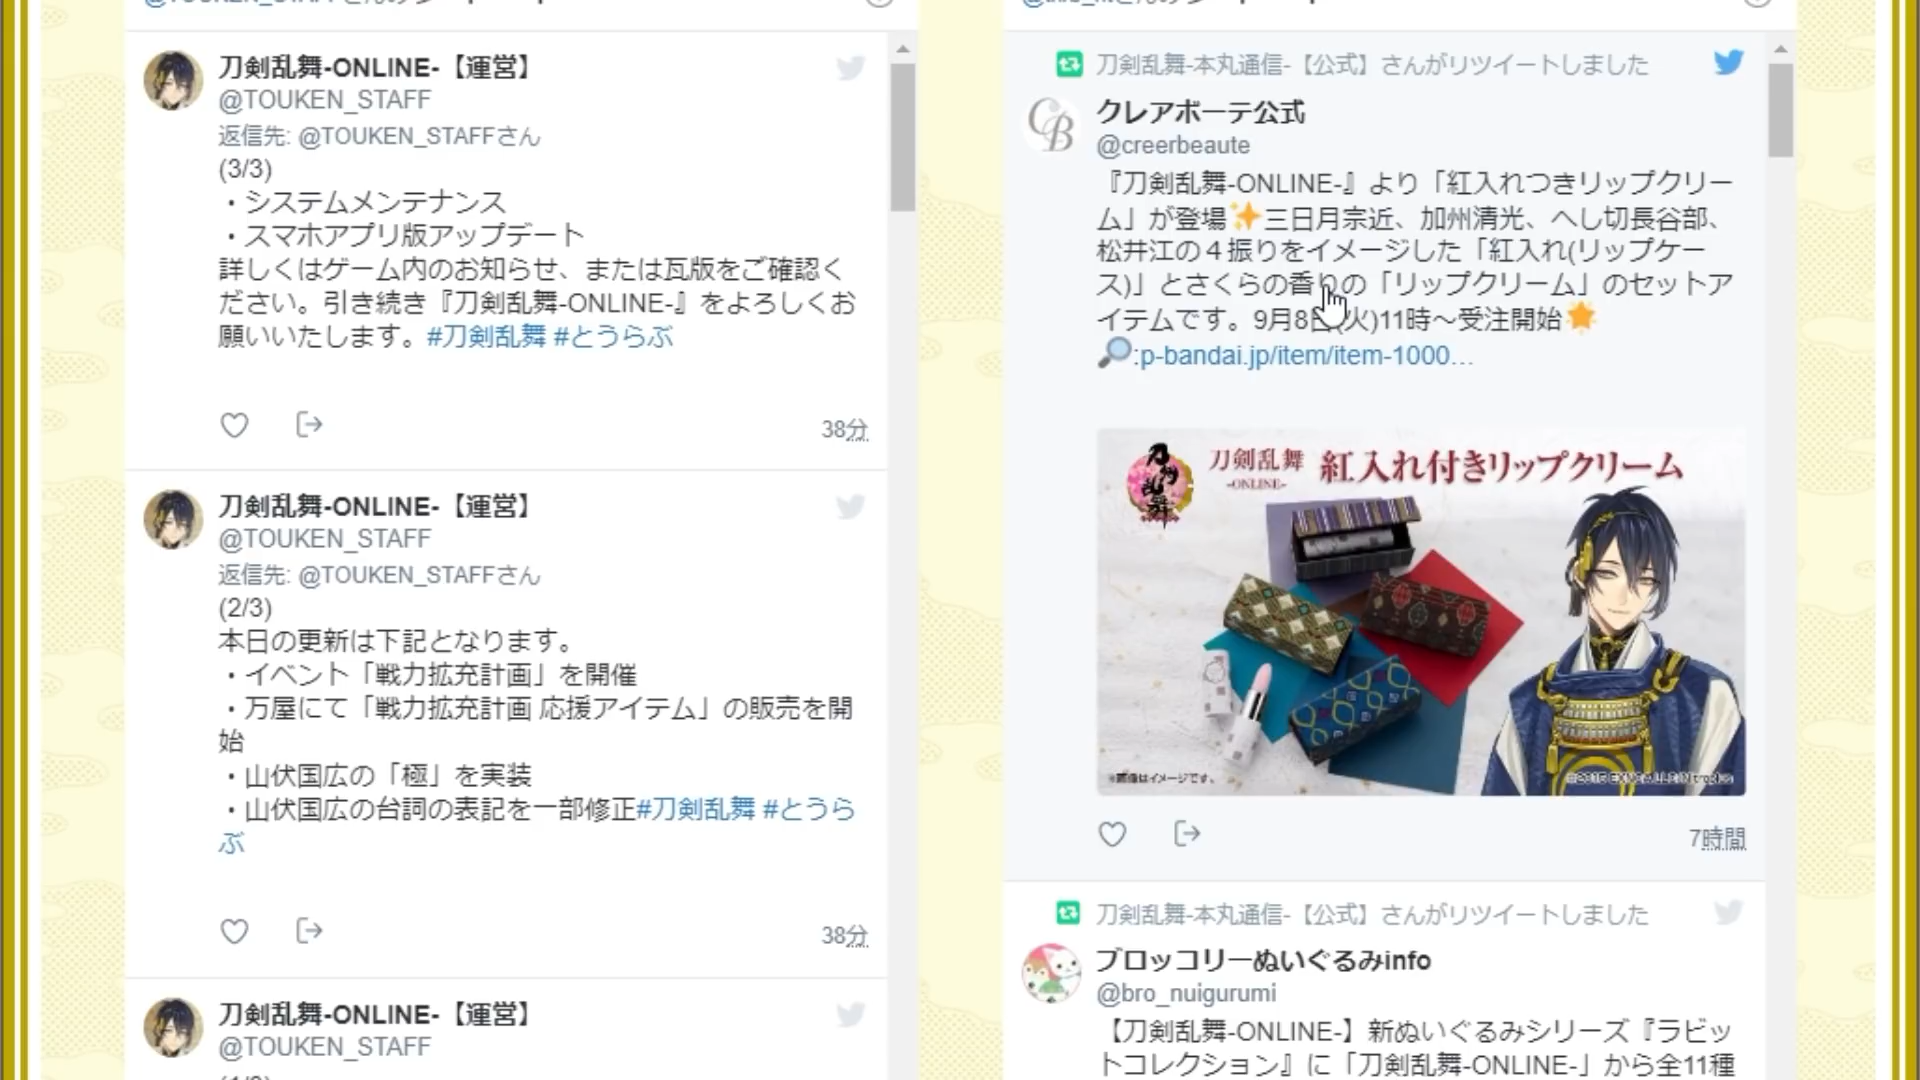 刀剣乱舞-ONLINE-【運営】
@TOUKEN_STAFF
返信先: @TOUKEN_STAFFさん
(3/3)
・システムメンテナンス
・スマホアプリ版アップデート
詳しくはゲーム内のお知らせ、または瓦版をご確認く
ださい。引き続き『刀剣乱舞-ONLINE-』をよろしくお
願いいたします。#刀剣乱舞 #とうらぶ
38分
刀剣乱舞-ONLINE-【運営】
@TOUKEN_STAFF
返信先: @TOUKEN_STAFFさん
(2/3)
本日の更新は下記となります。
・イベント「戦力拡充計画」を開催
・万屋にて「戦力拡充計画 応援アイテム」の販売を開
始
・山伏国広の「極」を実装
・山伏国広の台詞の表記を一部修正#刀剣乱舞 #とうら
ぶ
38分
刀剣乱舞-ONLINE-【運営】
@TOUKEN_STAFF
刀剣乱舞-本丸通信-【公式】さんがリツイートしました
クレアボーテ公式
@creerbeaute
『刀剣乱舞-ONLINE-』より「紅入れつきリップクリー
ム」が登場✨三日月宗近、加州清光、へし切長谷部、
松井江の４振りをイメージした「紅入れ(リップケー
ス)」とさくらの香りの「リップクリーム」のセットア
イテムです。9月8日(火)11時～受注開始🌟
🔎:p-bandai.jp/item/item-1000…
刀剣乱舞
刀剣乱舞 紅入れ付きリップクリーム
-ONLINE-
※画像はイメージです。
7時間
刀剣乱舞-本丸通信-【公式】さんがリツイートしました
ブロッコリーぬいぐるみinfo
@bro_nuigurumi
【刀剣乱舞-ONLINE-】新ぬいぐるみシリーズ『ラビッ
トコレクション』に「刀剣乱舞-ONLINE-」から全11種